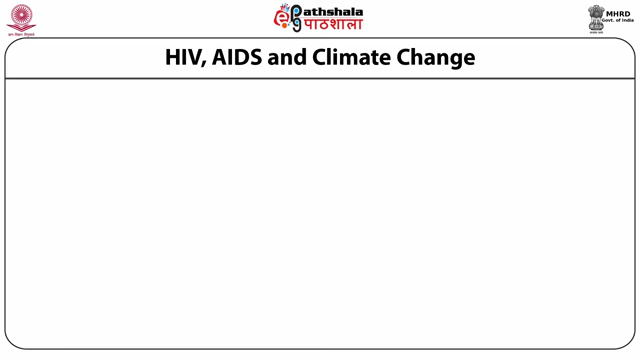 ePathshala
पाठशाला
MHRD
Govt. of India
HIV, AIDS and Climate Change